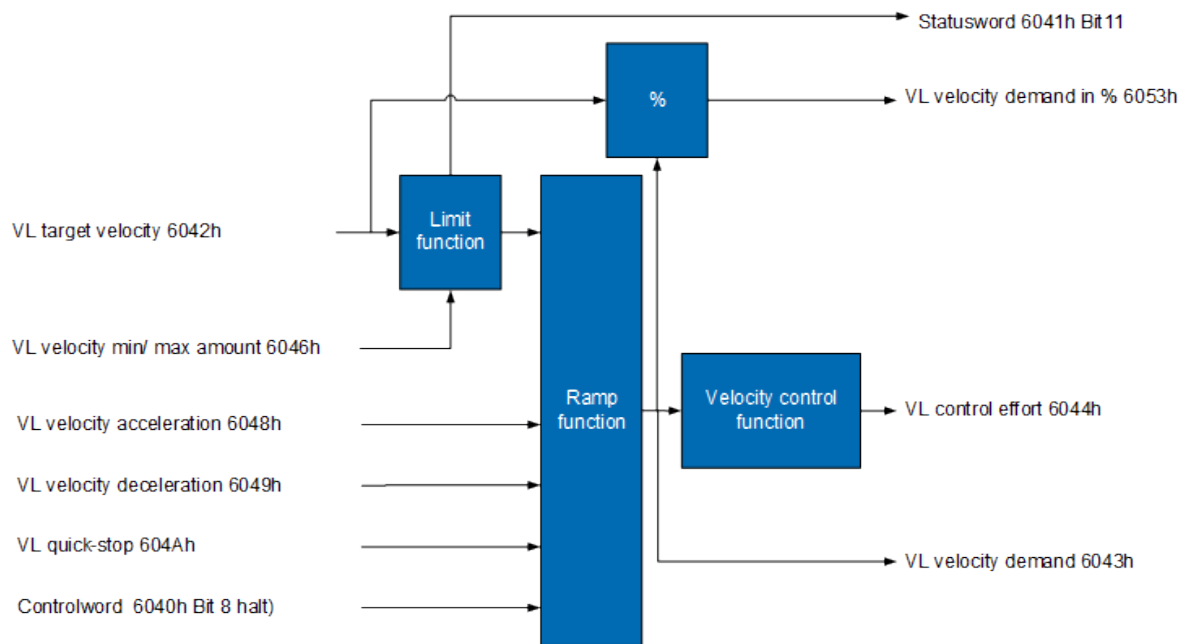 Statusword 6041h Bit11
%
VL velocity demand in % 6053h
VL target velocity 6042h
Limit
function
VL velocity min/ max amount 6046h
Ramp
function
Velocity control
function
VL control effort 6044h
VL velocity acceleration 6048h
VL velocity deceleration 6049h
VL quick-stop 604Ah
VL velocity demand 6043h
Controlword  6040h Bit 8 halt)